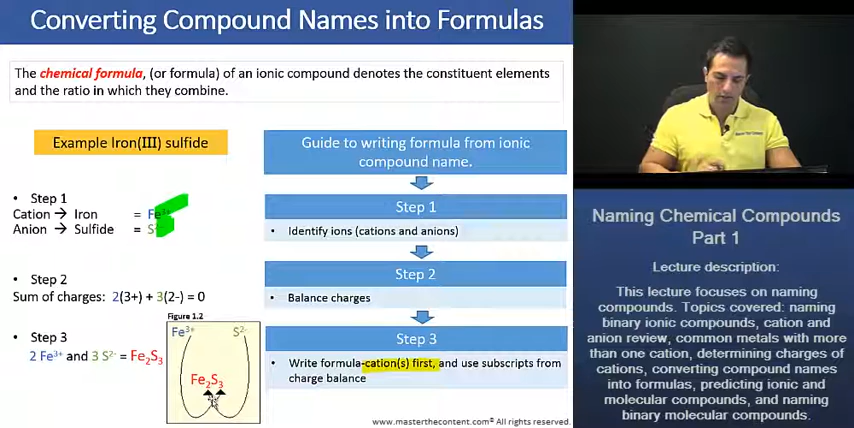 Converting Compound Names into Formulas
The chemical formula, (or formula) of an ionic compound denotes the constituent elements
and the ratio in which they combine.
Example Iron(III) sulfide
• Step 1
Cation → Iron = Fe³⁺
Anion → Sulfide = S
• Step 2
Sum of charges: 2(3+) + 3(2-) = 0
• Step 3
2 Fe³⁺ and 3 S²⁻ = Fe₂S₃
Figure 1.2
Fe³⁺ S²⁻
Fe₂S₃
Guide to writing formula from ionic
compound name.
Step 1
• Identify ions (cations and anions)
Step 2
• Balance charges
Step 3
• Write formula-cation(s) first, and use subscripts from
charge balance
www.masterthecontent.com® All rights reserved.
Naming Chemical Compounds
Part 1
Lecture description:
This lecture focuses on naming
compounds. Topics covered: naming
binary ionic compounds, cation and
anion review, common metals with more
than one cation, determining charges of
cations, converting compound names
into formulas, predicting ionic and
molecular compounds, and naming
binary molecular compounds.